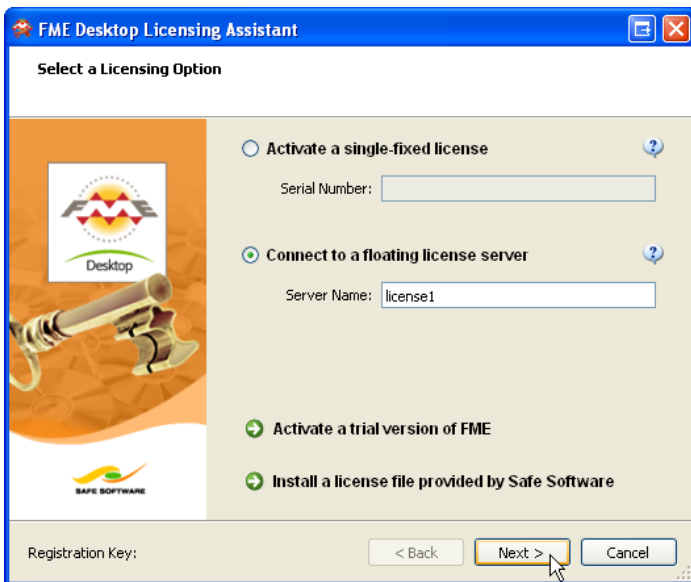 FME Desktop Licensing Assistant
Select a Licensing Option
Activate a single-fixed license
?
Serial Number:
FME
Desktop
Connect to a floating license server
?
Server Name: license1
Activate a trial version of FME
Install a license file provided by Safe Software
SAFE SOFTWARE
Registration Key:
< Back Next > Cancel